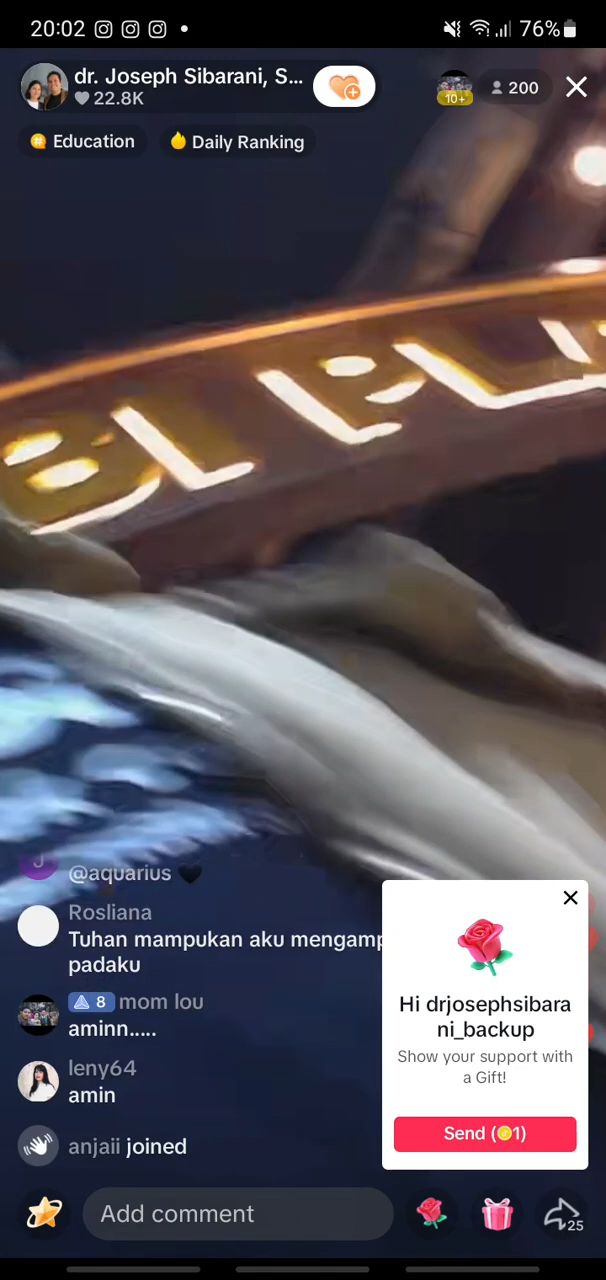 20:02
76%
dr. Joseph Sibarani, S...
22.8K
10+
200
Education
Daily Ranking
@aquarius 🖤
Rosliana
Tuhan mampukan aku mengamp
padaku
8 mom lou
aminn.....
leny64
amin
anjaii joined
Hi drjosephsibara
ni_backup
Show your support with
a Gift!
Send (1)
Add comment
25